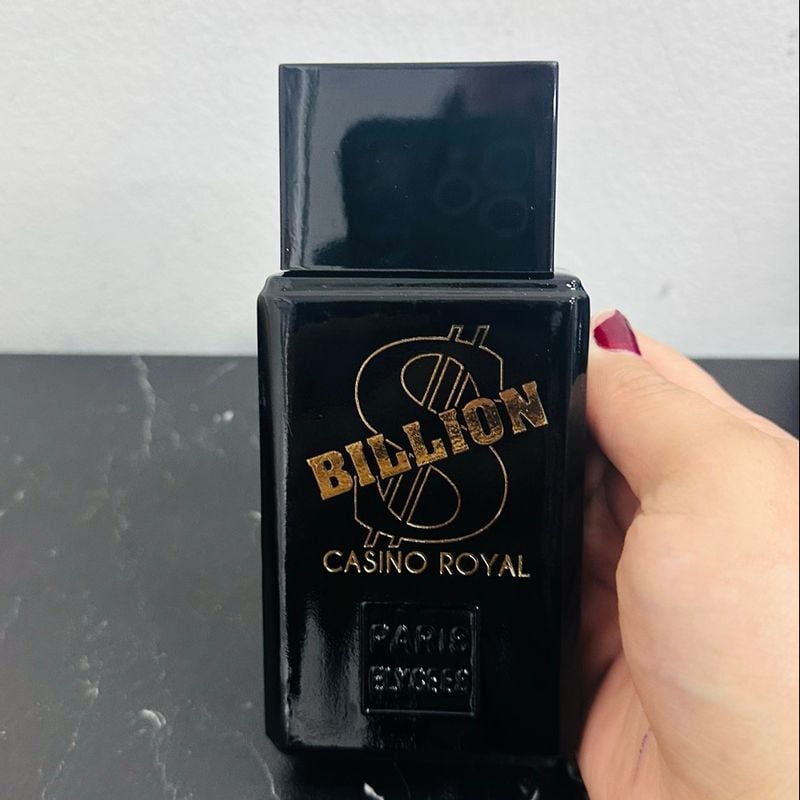 $
BILLION
CASINO ROYAL
PARIS
ELYSEES